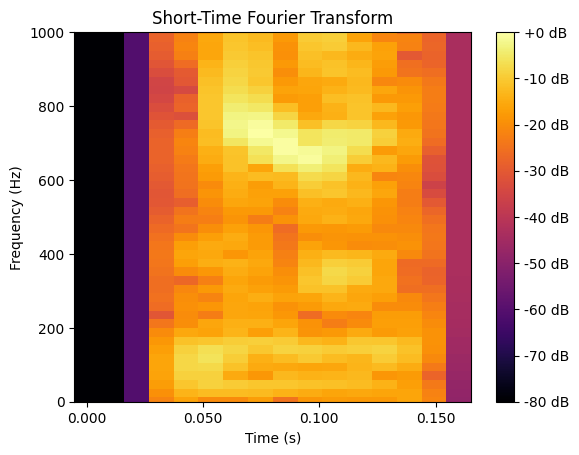 Short-Time Fourier Transform
Frequency (Hz)
1000
800
600
400
200
0
0.000
0.050
0.100
0.150
Time (s)
+0 dB
-10 dB
-20 dB
-30 dB
-40 dB
-50 dB
-60 dB
-70 dB
-80 dB